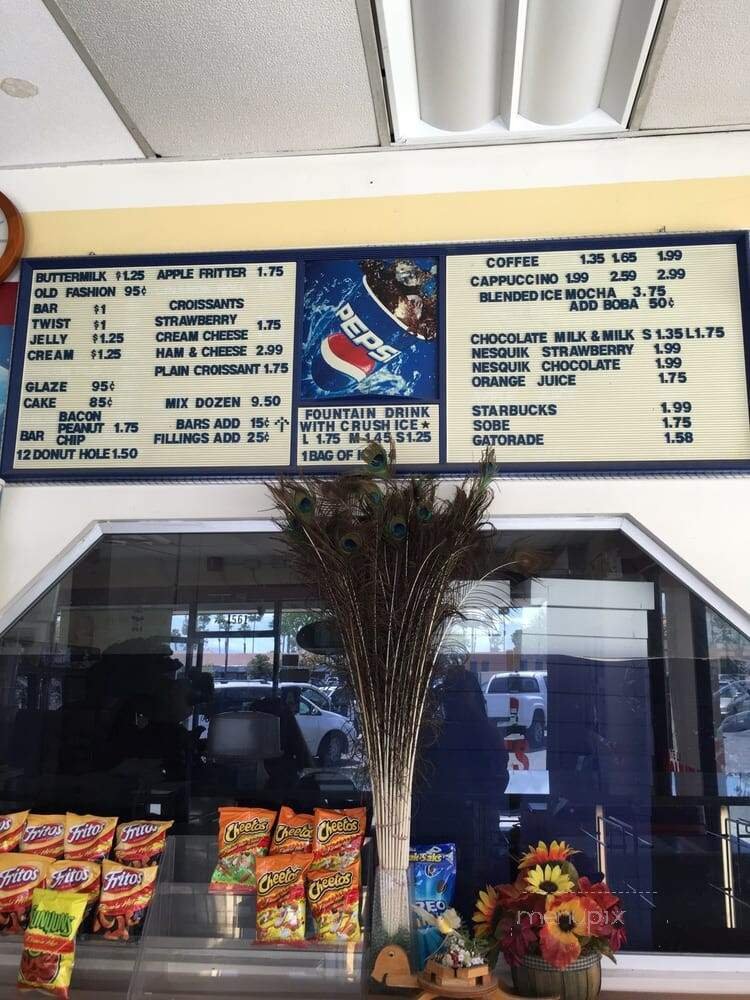 BUTTERMILK $1.25 APPLE FRITTER 1.75
OLD FASHION 95¢
BAR $1
TWIST $1
JELLY $1.25
CREAM $1.25
CROISSANTS
STRAWBERRY
CREAM CHEESE 1.75
HAM & CHEESE 2.99
PLAIN CROISSANT 1.75
GLAZE 95¢
CAKE 85¢
BACON
BAR PEANUT 1.75
CHIP
12 DONUT HOLE 1.50
MIX DOZEN 9.50
BARS ADD 15¢
FILLINGS ADD 25¢
PEPSI
FOUNTAIN DRINK
WITH CRUSH ICE ★
L 1.75 M 1.45 S 1.25
1 BAG OF
COFFEE 1.35 1.65 1.99
CAPPUCCINO 1.99 2.59 2.99
BLENDED ICE MOCHA 3.75
ADD BOBA 50¢
CHOCOLATE MILK & MILK S 1.35 L 1.75
NESQUIK STRAWBERRY 1.99
NESQUIK CHOCOLATE 1.99
ORANGE JUICE 1.75
STARBUCKS 1.99
SOBE 1.75
GATORADE 1.58
1561
Fritos
Fritos
Fritos
Fritos
Fritos
Fritos
Cheetos
Cheetos
Cheetos
Cheetos
Cheetos
Funyuns
menupix